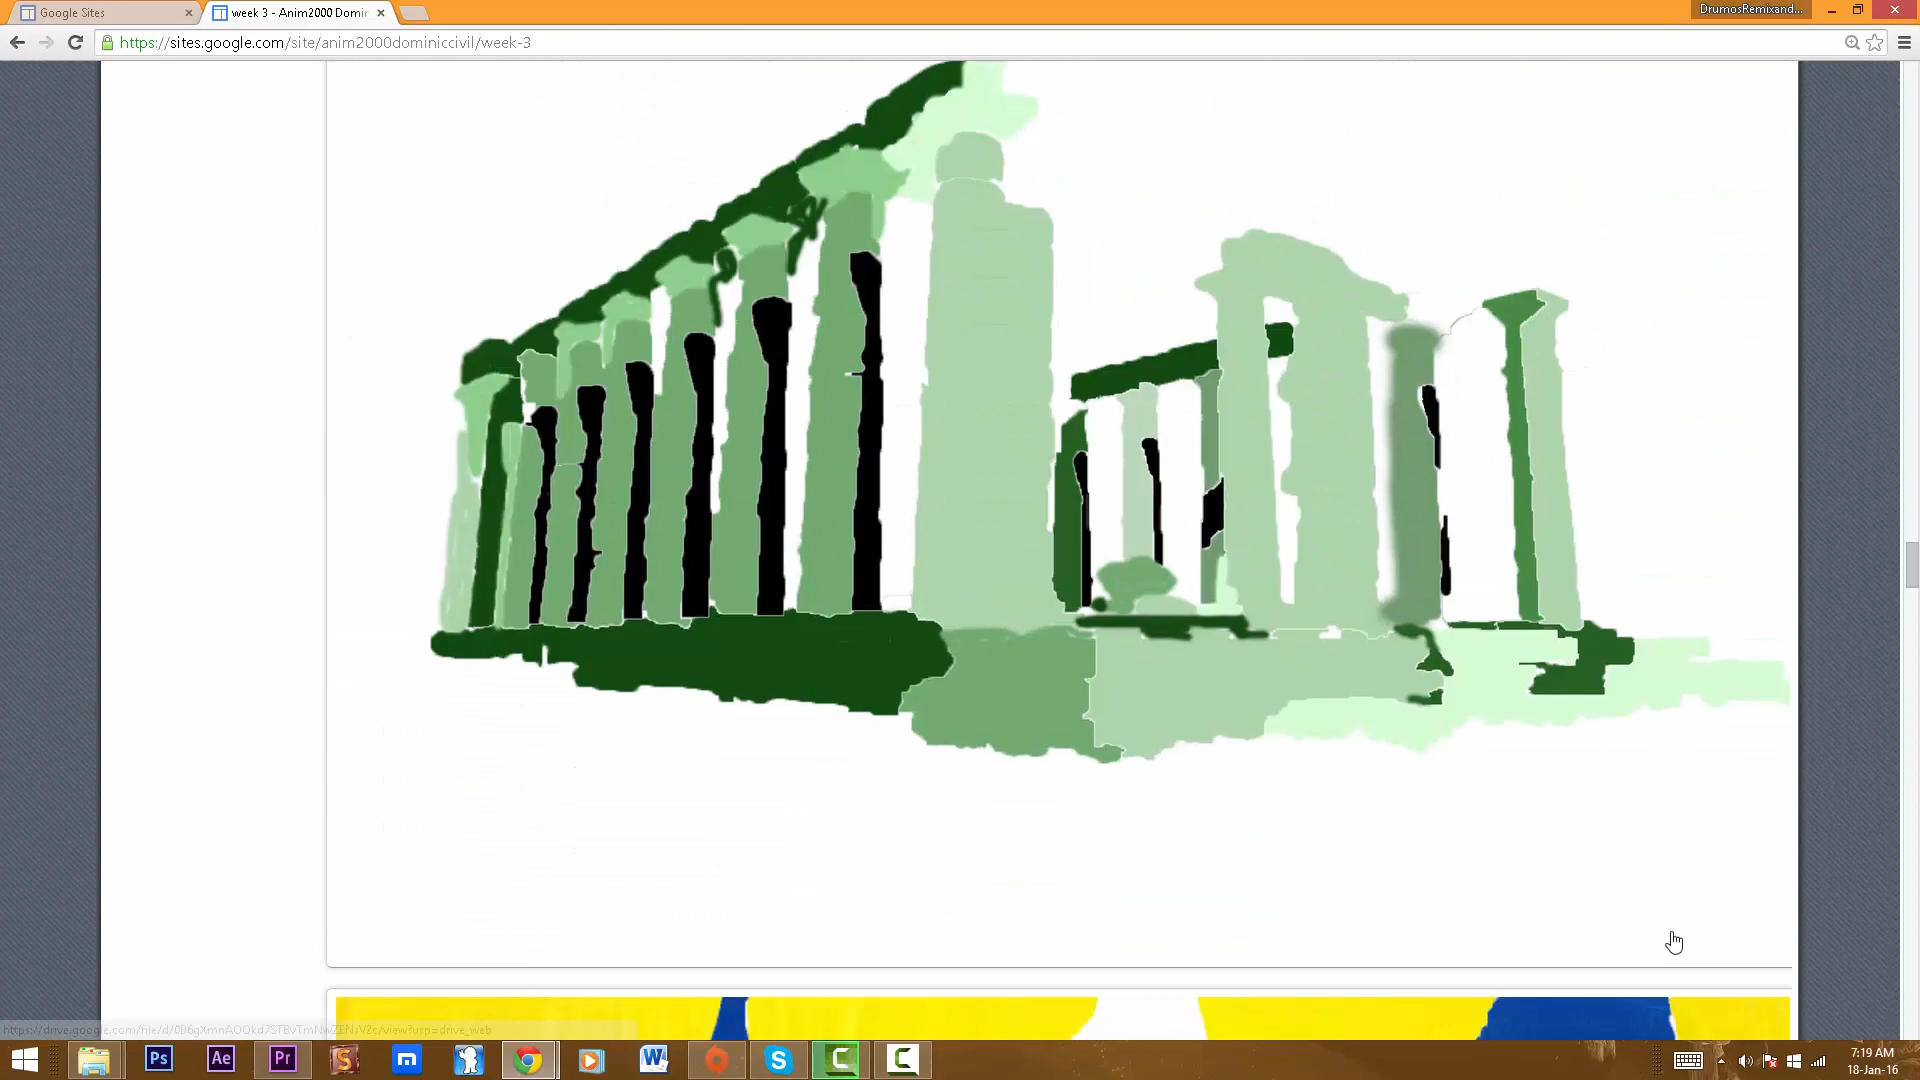 Google Sites
week 3 - Anim2000 Domin
DrumosRemixand...
https://sites.google.com/site/anim2000dominiccivil/week-3
Ps
Ae
Pr
7:19 AM
18-Jan-16